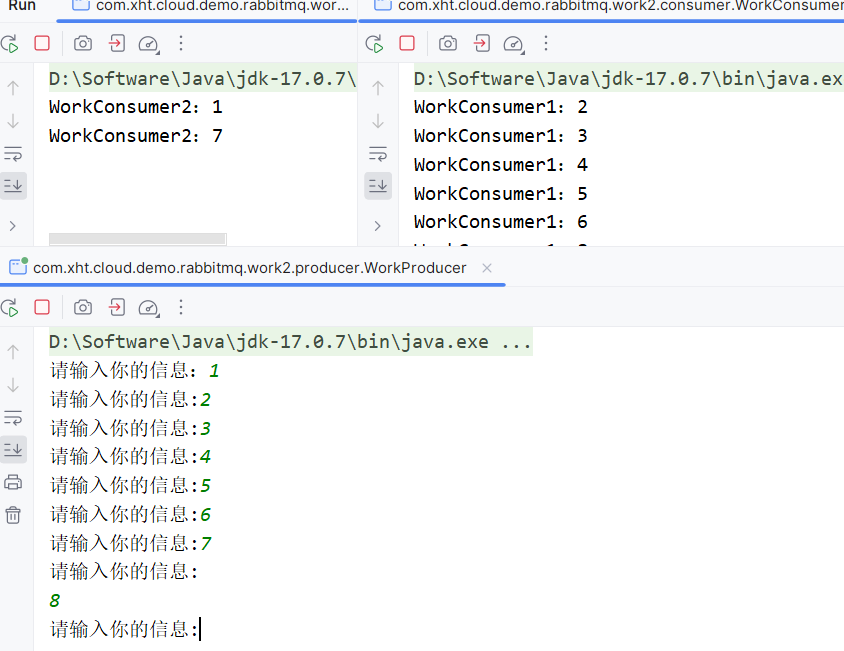 Run
com.xht.cloud.demo.rabbitmq.wor...
com.xht.cloud.demo.rabbitmq.work2.consumer.WorkConsumer
D:\Software\Java\jdk-17.0.7\
WorkConsumer2: 1
WorkConsumer2: 7
D:\Software\Java\jdk-17.0.7\bin\java.ex
WorkConsumer1: 2
WorkConsumer1: 3
WorkConsumer1: 4
WorkConsumer1: 5
WorkConsumer1: 6
com.xht.cloud.demo.rabbitmq.work2.producer.WorkProducer
D:\Software\Java\jdk-17.0.7\bin\java.exe ...
请输入你的信息：1
请输入你的信息:2
请输入你的信息:3
请输入你的信息:4
请输入你的信息:5
请输入你的信息:6
请输入你的信息:7
请输入你的信息:
8
请输入你的信息: